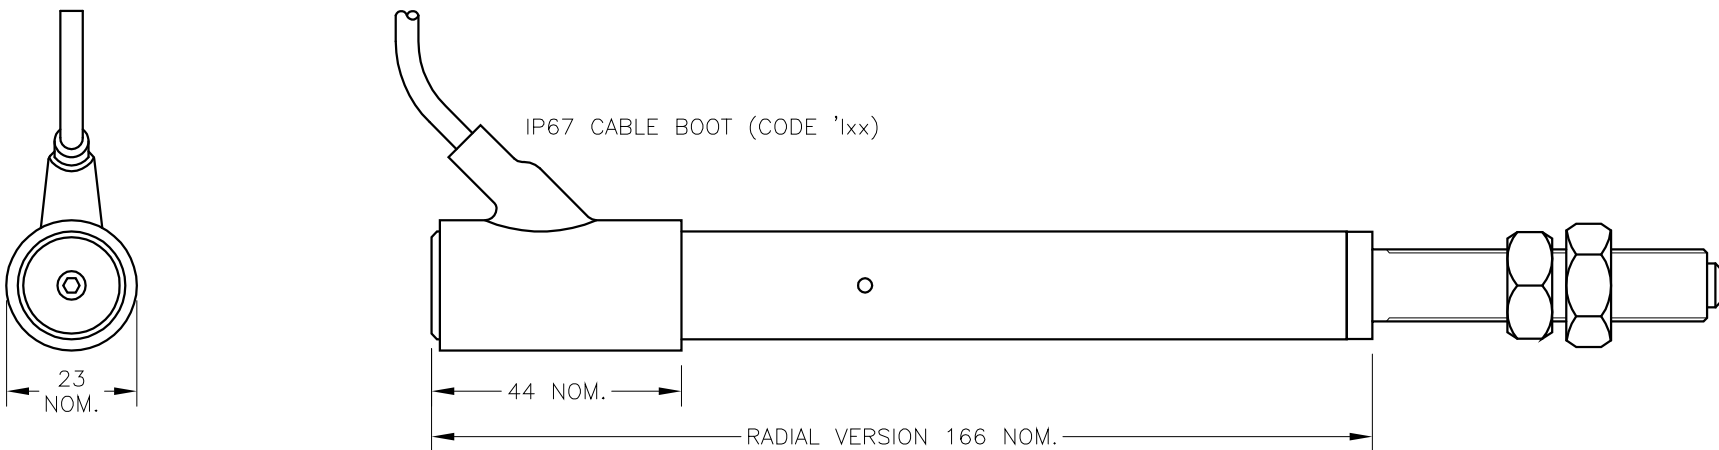 IP67 CABLE BOOT (CODE 'Ixx)
23
NOM.
44 NOM.
RADIAL VERSION 166 NOM.